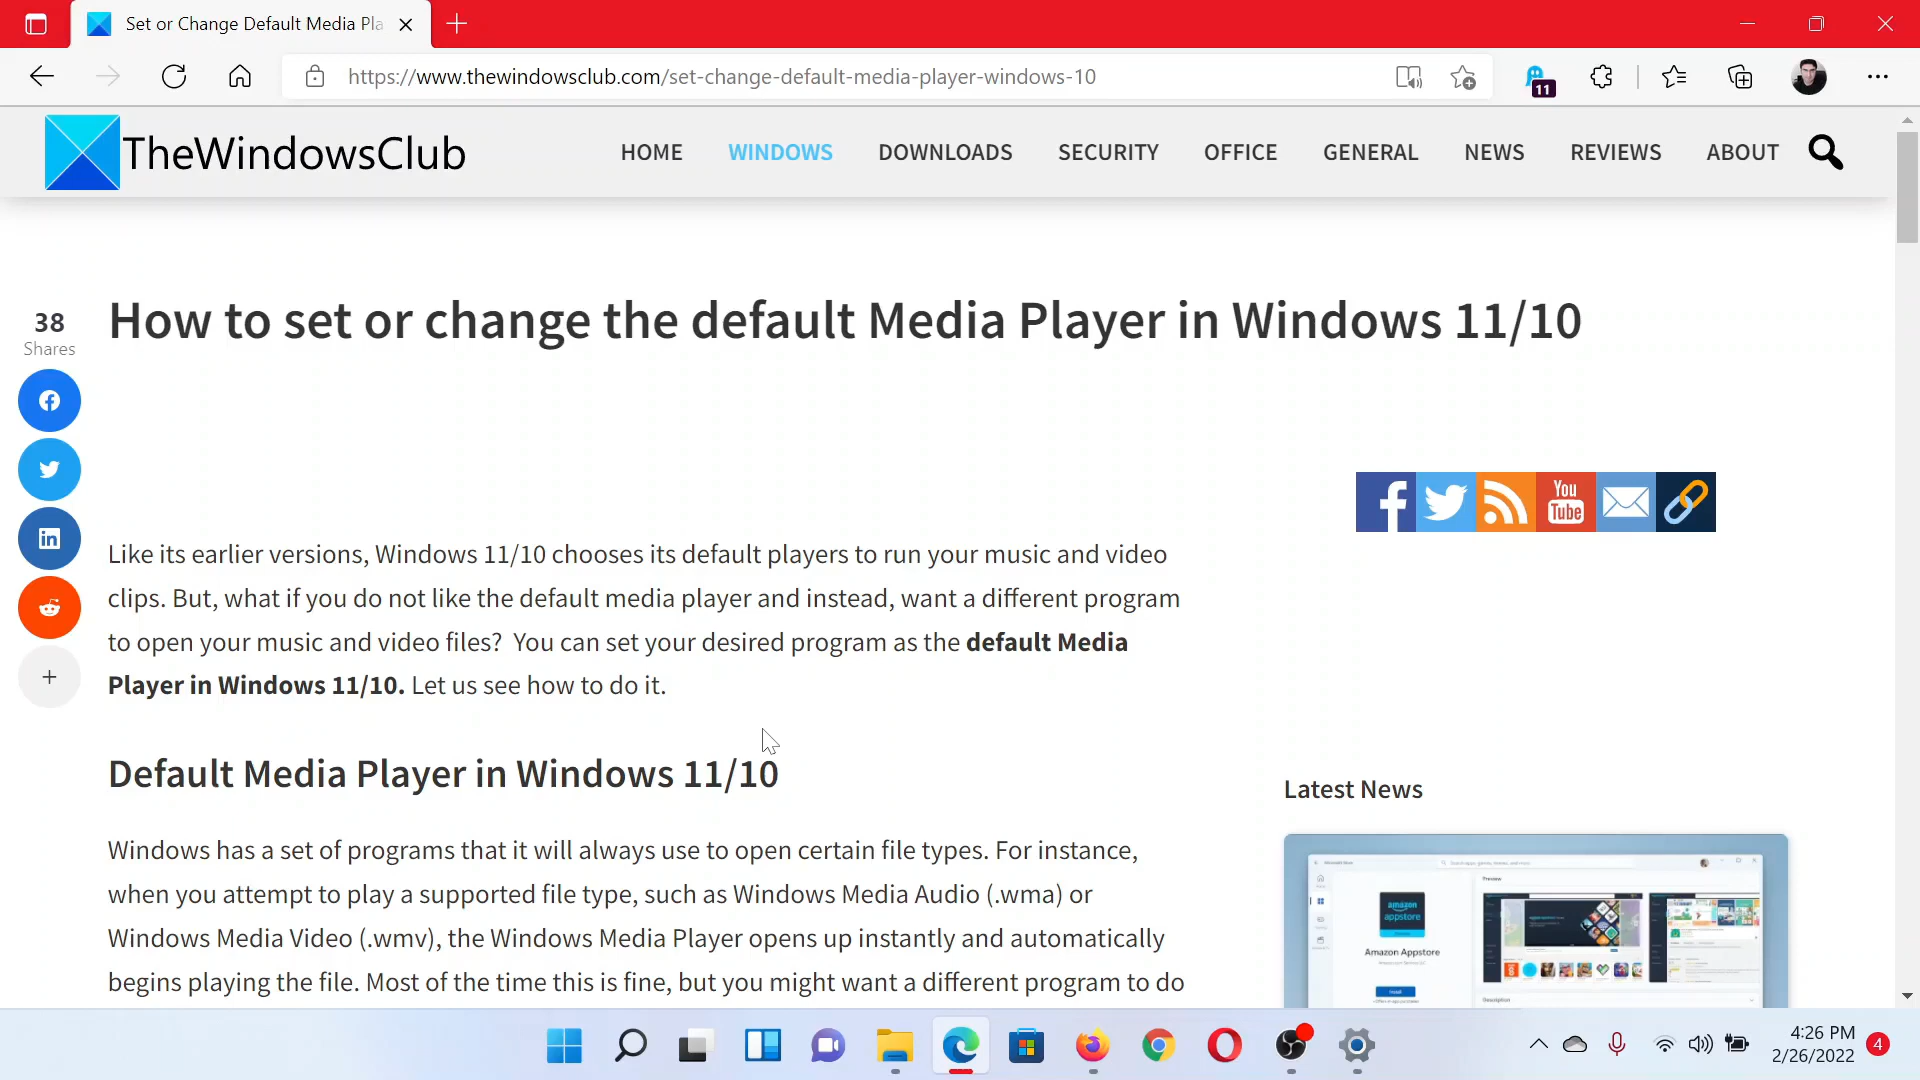 Set or Change Default Media Pla
https://www.thewindowsclub.com/set-change-default-media-player-windows-10
11
TheWindowsClub
HOME WINDOWS DOWNLOADS SECURITY OFFICE GENERAL NEWS REVIEWS ABOUT
38
Shares
How to set or change the default Media Player in Windows 11/10
You
Tube
Like its earlier versions, Windows 11/10 chooses its default players to run your music and video
clips. But, what if you do not like the default media player and instead, want a different program
to open your music and video files? You can set your desired program as the default Media
Player in Windows 11/10. Let us see how to do it.
Default Media Player in Windows 11/10
Latest News
Windows has a set of programs that it will always use to open certain file types. For instance,
when you attempt to play a supported file type, such as Windows Media Audio (.wma) or
Windows Media Video (.wmv), the Windows Media Player opens up instantly and automatically
begins playing the file. Most of the time this is fine, but you might want a different program to do
amazon
appstore
Amazon Appstore
Install
Description
4:26 PM
2/26/2022
4